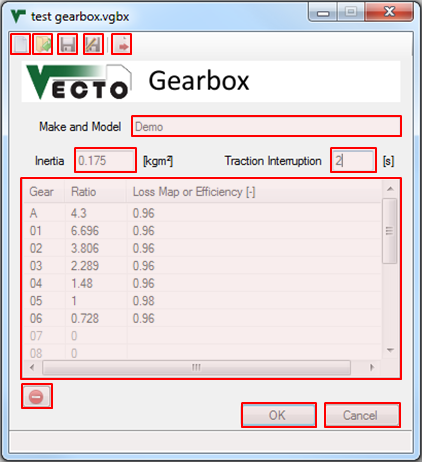 test gearbox.vgbx
VECTO Gearbox
Make and Model Demo
Inertia 0.175 [kgm²] Traction Interruption 2 [s]
Gear Ratio Loss Map or Efficiency [-]
A 4.3 0.96
01 6.696 0.96
02 3.806 0.96
03 2.289 0.96
04 1.48 0.96
05 1 0.98
06 0.728 0.96
07 0
08 0
OK Cancel